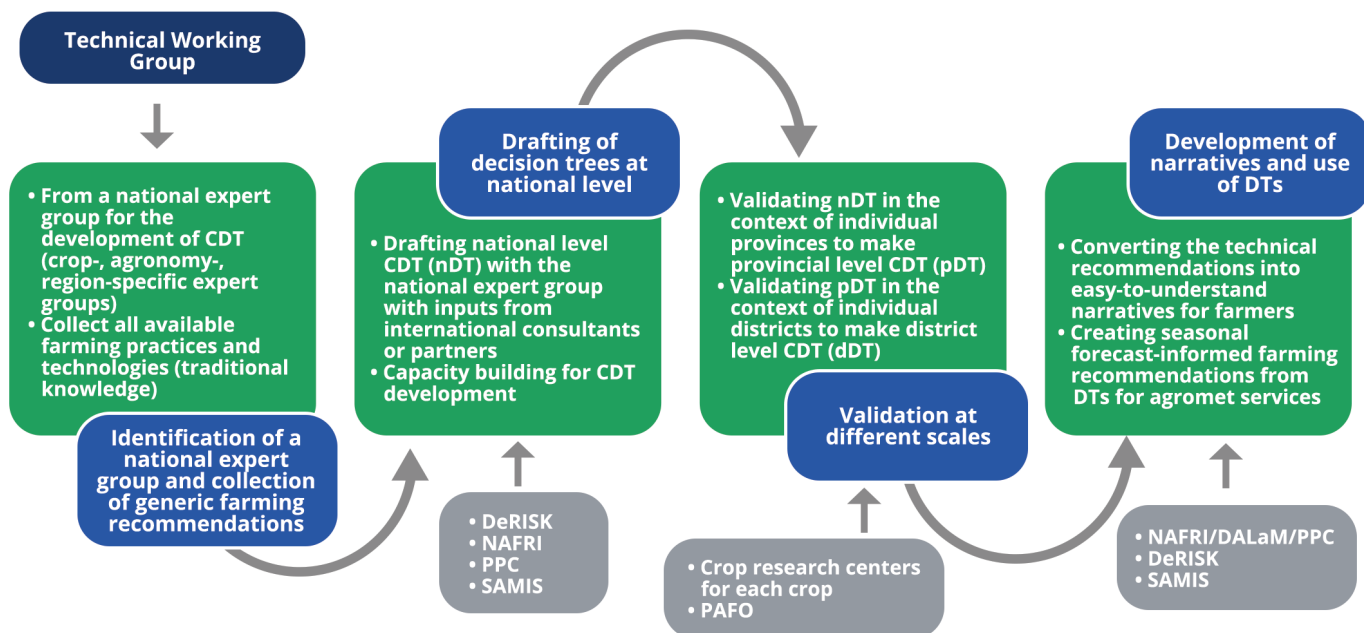 Technical Working
Group
• From a national expert
group for the
development of CDT
(crop-, agronomy-,
region-specific expert
groups)
• Collect all available
farming practices and
technologies (traditional
knowledge)
Identification of a
national expert
group and collection
of generic farming
recommendations
Drafting of
decision trees at
national level
• Drafting national level
CDT (nDT) with the
national expert group
with inputs from
international consultants
or partners
• Capacity building for CDT
development
• DeRISK
• NAFRI
• PPC
• SAMIS
• Validating nDT in the
context of individual
provinces to make
provincial level CDT (pDT)
• Validating pDT in the
context of individual
districts to make district
level CDT (dDT)
Validation at
different scales
• Crop research centers
for each crop
• PAFO
Development of
narratives and use
of DTs
• Converting the technical
recommendations into
easy-to-understand
narratives for farmers
• Creating seasonal
forecast-informed farming
recommendations from
DTs for agromet services
• NAFRI/DALaM/PPC
• DeRISK
• SAMIS